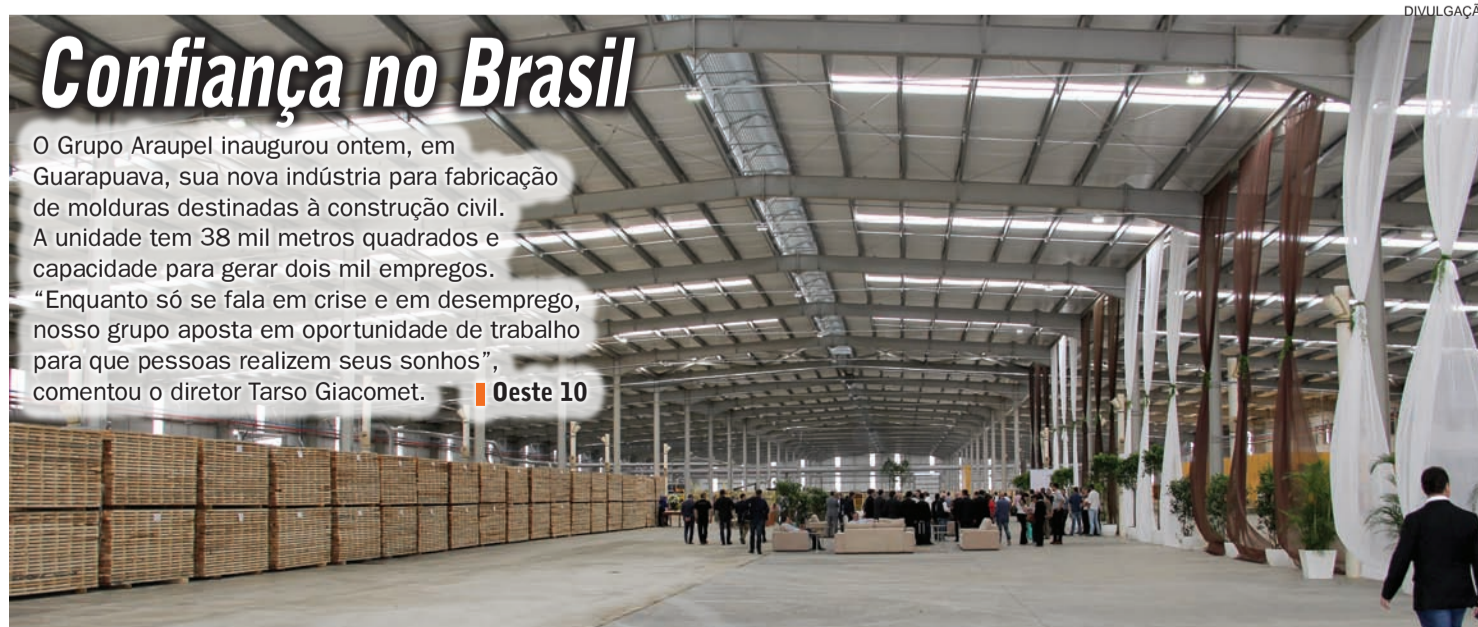 DIVULGAÇÃ
Confiança no Brasil
O Grupo Araupel inaugurou ontem, em
Guarapuava, sua nova indústria para fabricação
de molduras destinadas à construção civil.
A unidade tem 38 mil metros quadrados e
capacidade para gerar dois mil empregos.
“Enquanto só se fala em crise e em desemprego,
nosso grupo aposta em oportunidade de trabalho
para que pessoas realizem seus sonhos”,
comentou o diretor Tarso Giacomet. Oeste 10